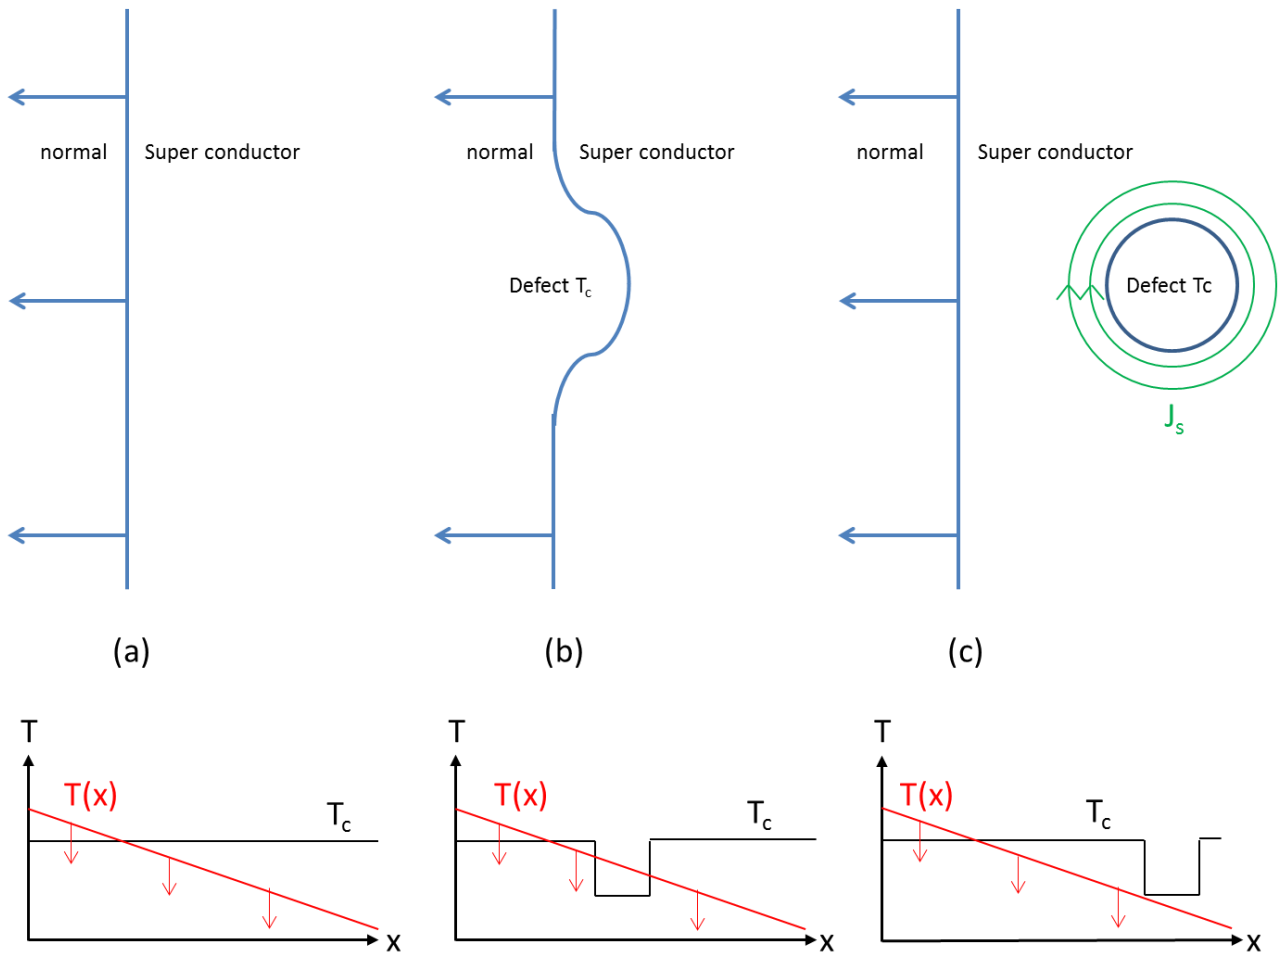 normal Super conductor
normal Super conductor
normal Super conductor
Defect Tc
Defect Tc
Js
(a) (b) (c)
T T T
T(x) Tc
T(x) Tc
T(x) Tc
x x x